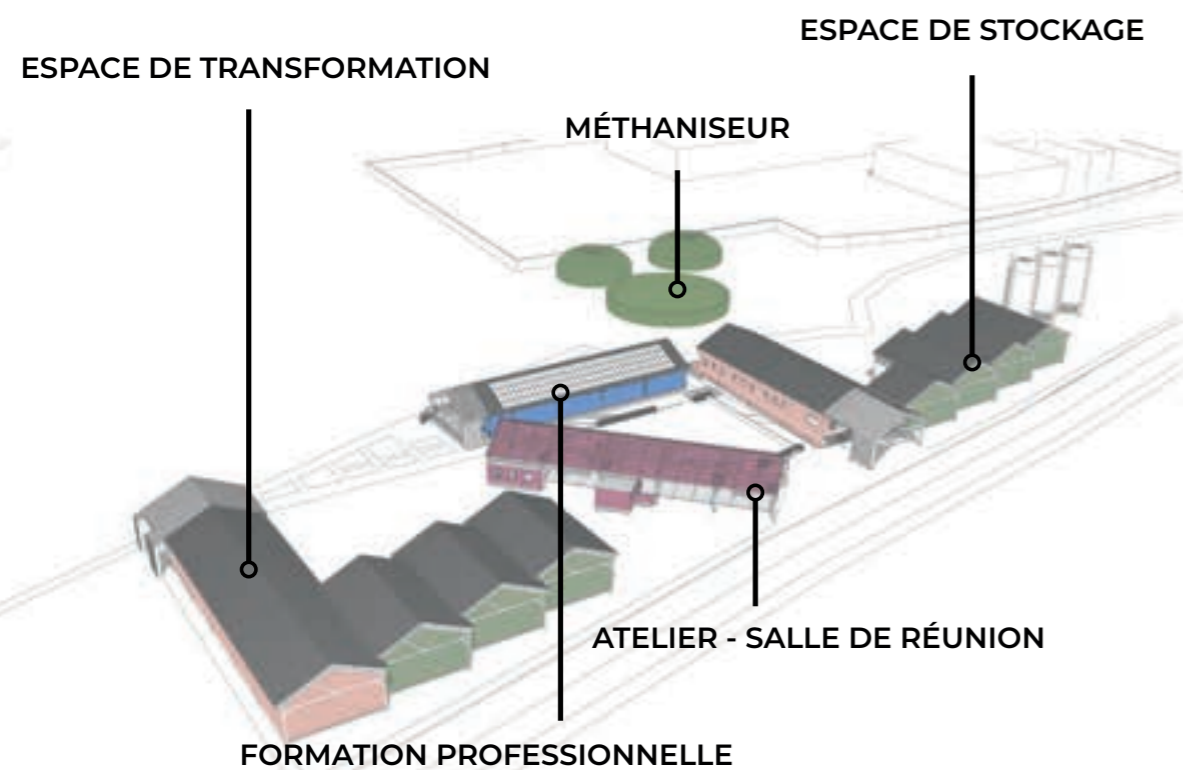 ESPACE DE STOCKAGE
ESPACE DE TRANSFORMATION
MÉTHANISEUR
ATELIER - SALLE DE RÉUNION
FORMATION PROFESSIONNELLE